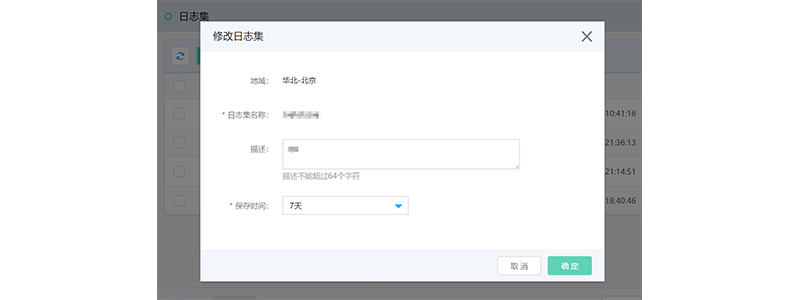 日志集
修改日志集
地域： 华北-北京
* 日志集名称：
10:41:16
描述：
21:36:13
描述不能超过64个字符
21:14:51
* 保存时间： 7天
18:40:46
取消 确定